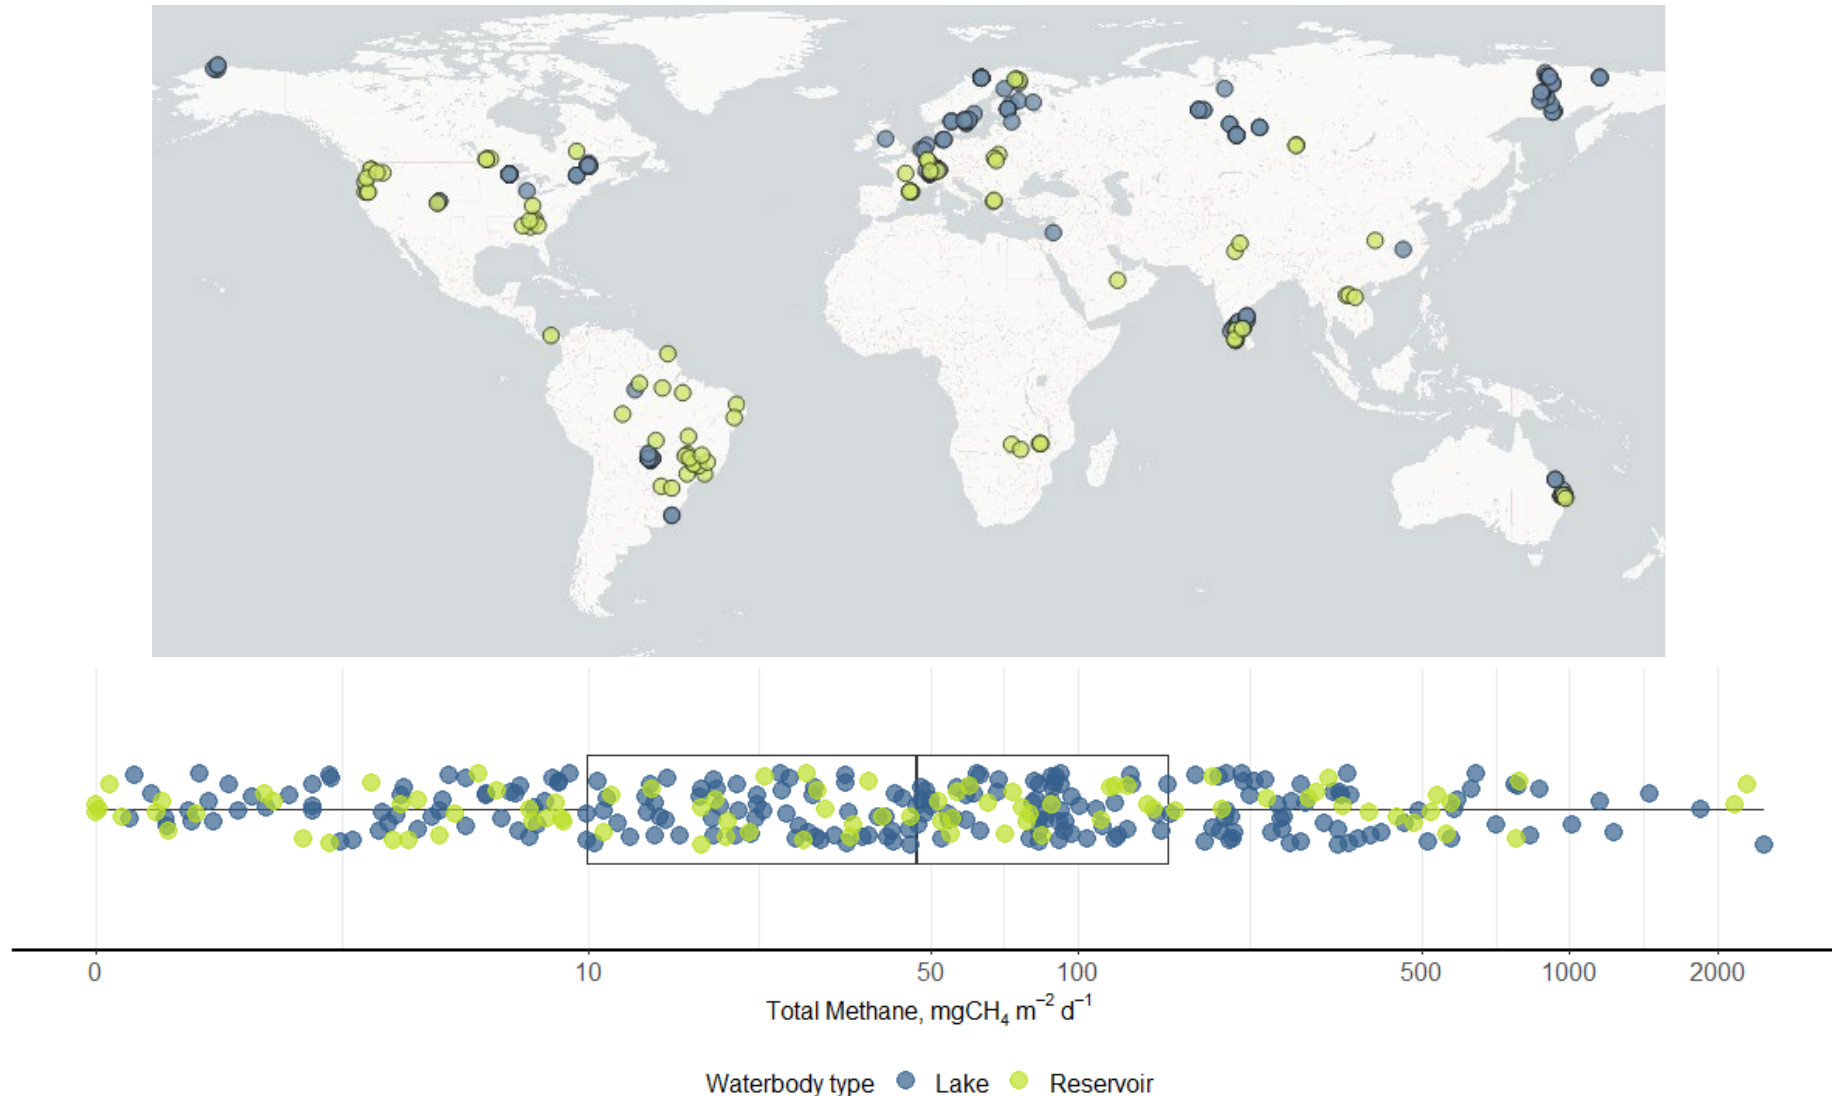 0 10 50 100 500 1000 2000
Total Methane, mgCH₄ m⁻² d⁻¹
Waterbody type Lake Reservoir